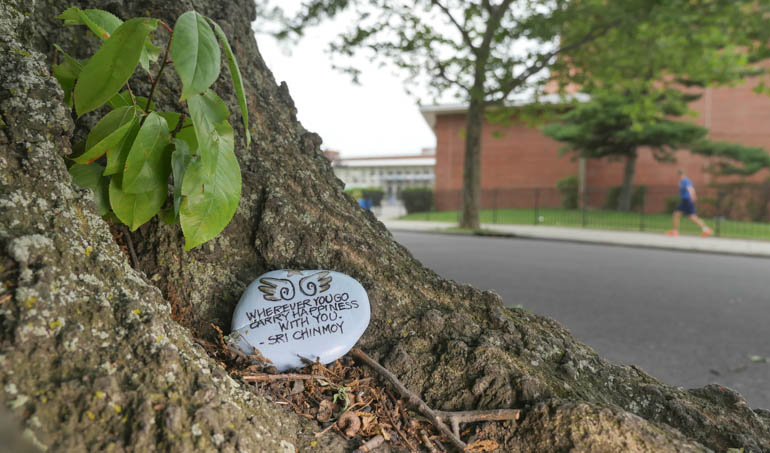 WHEREVER YOU GO
CARRY HAPPINESS
WITH YOU.
- SRI CHINMOY